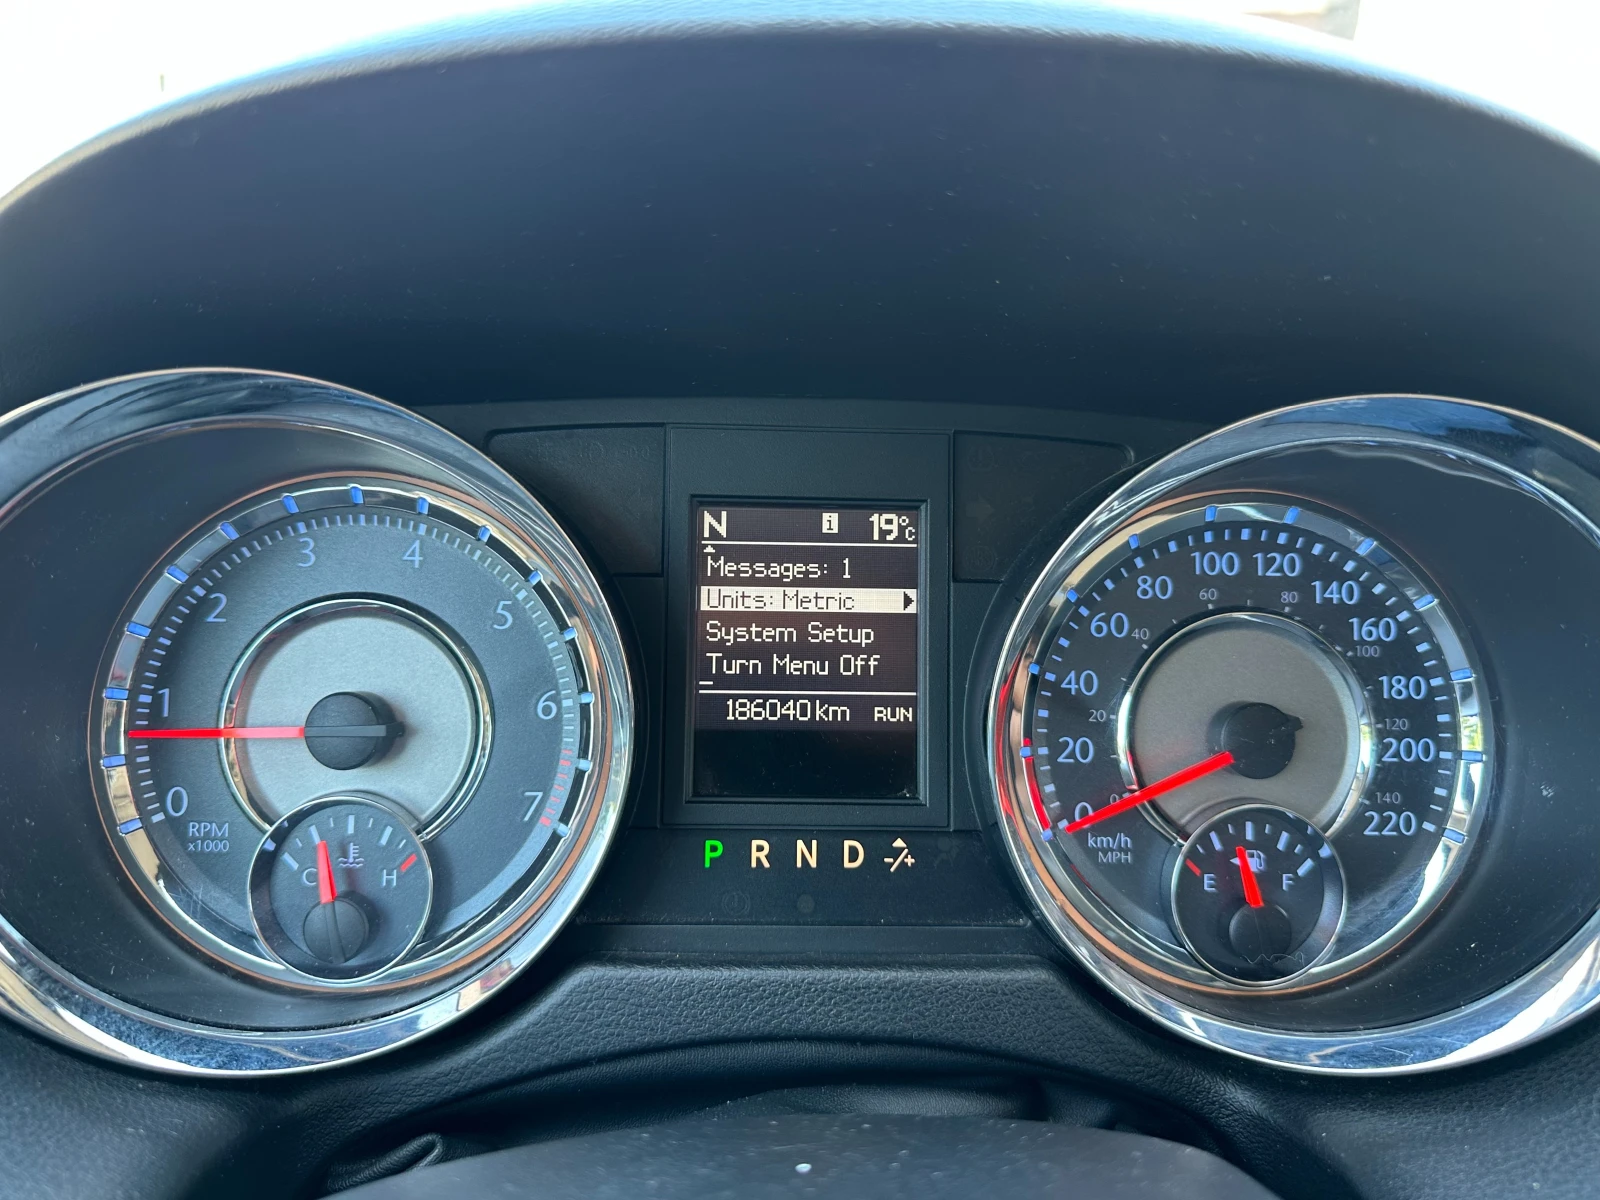 N i 19°C
Messages: 1
Units: Metric
System Setup
Turn Menu Off
186040 km RUN
P R N D -/+
0 1 2 3 4 5 6 7
RPM
x1000
C H
0 20 40 60 80 100 120 140 160 180 200 220
0 20 40 60 80 100 120 140
km/h
MPH
E F